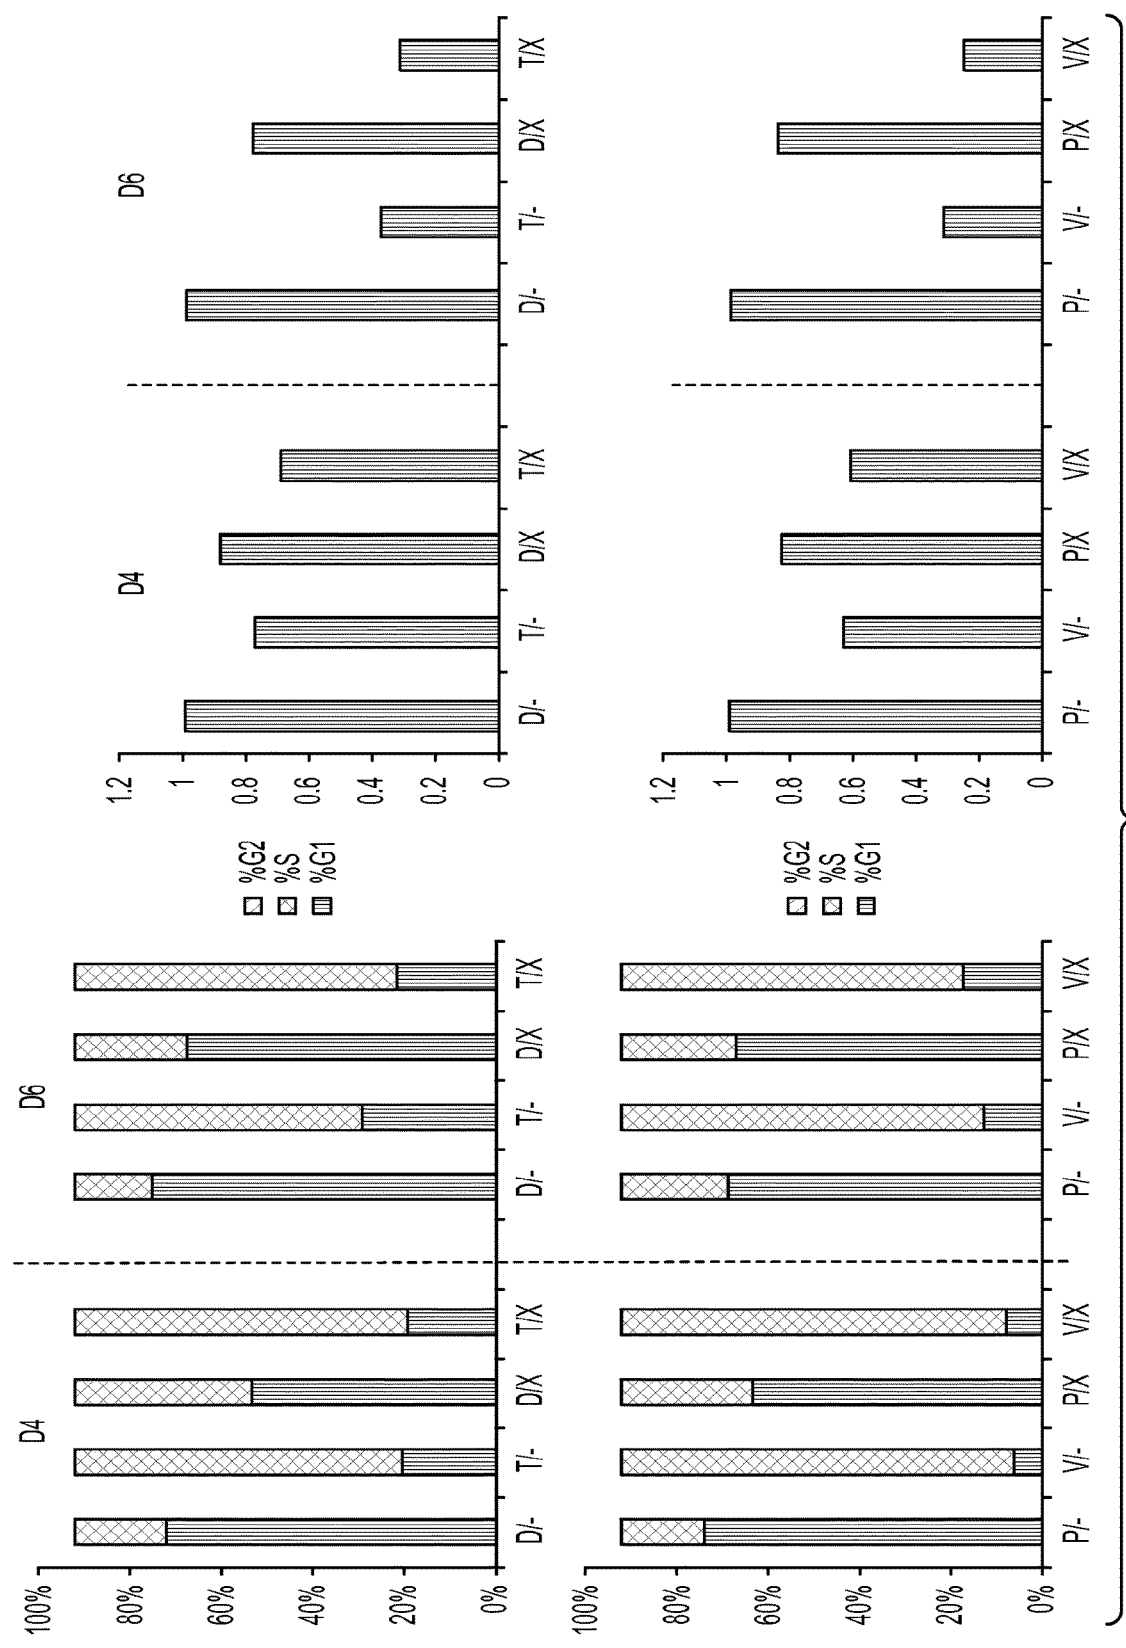 D4
D6
100%
80%
60%
40%
20%
0%
D/-
T/-
D/X
T/X
D/-
T/-
D/X
T/X
%G2
%S
%G1
D4
D6
1.2
1
0.8
0.6
0.4
0.2
0
D/-
T/-
D/X
T/X
D/-
T/-
D/X
T/X
100%
80%
60%
40%
20%
0%
P/-
V/-
P/X
V/X
P/-
V/-
P/X
V/X
%G2
%S
%G1
1.2
1
0.8
0.6
0.4
0.2
0
P/-
V/-
P/X
V/X
P/-
V/-
P/X
V/X